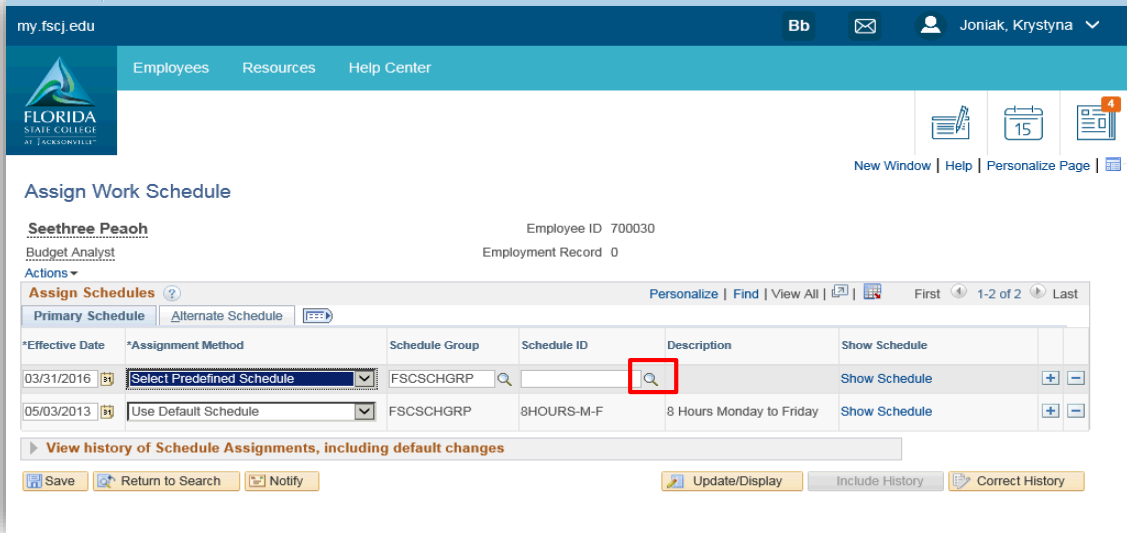 my.fscj.edu Bb Joniak, Krystyna
Employees Resources Help Center
FLORIDA
STATE COLLEGE
AT JACKSONVILLE
15
4
New Window | Help | Personalize Page |
Assign Work Schedule
Seethree Peaoh Employee ID 700030
Budget Analyst Employment Record 0
Actions
Assign Schedules ? Personalize | Find | View All | | First 1-2 of 2 Last
Primary Schedule Alternate Schedule
*Effective Date *Assignment Method Schedule Group Schedule ID Description Show Schedule
03/31/2016 31 Select Predefined Schedule FSCSCHGRP Show Schedule + -
05/03/2013 31 Use Default Schedule FSCSCHGRP 8HOURS-M-F 8 Hours Monday to Friday Show Schedule + -
View history of Schedule Assignments, including default changes
Save Return to Search Notify Update/Display Include History Correct History